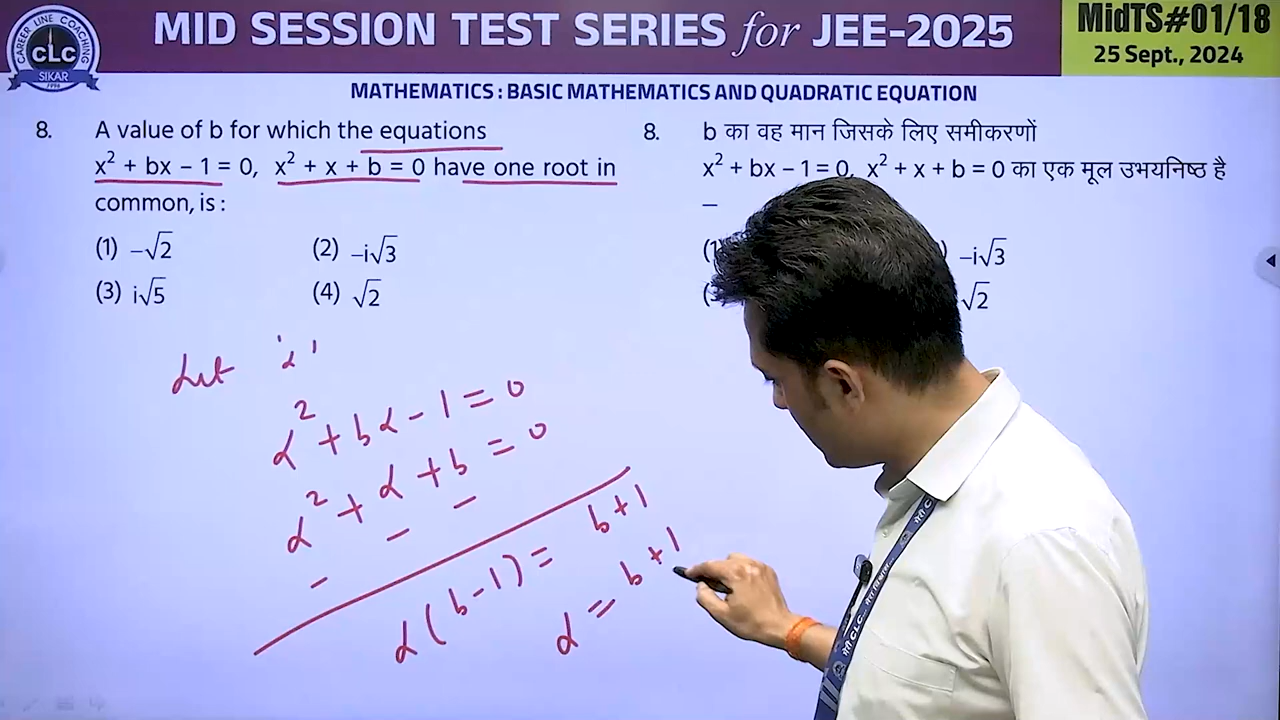 CAREER LINE COACHING
CLC
SIKAR
1996
MID SESSION TEST SERIES for JEE-2025
MidTS#01/18
25 Sept., 2024
MATHEMATICS : BASIC MATHEMATICS AND QUADRATIC EQUATION
8. A value of b for which the equations
x² + bx – 1 = 0, x² + x + b = 0 have one root in
common, is :
(1) –√2 (2) –i√3
(3) i√5 (4) √2
8. b का वह मान जिसके लिए समीकरणों
x² + bx – 1 = 0, x² + x + b = 0 का एक मूल उभयनिष्ठ है
–
(1 ) –i√3
√2
Let 'α'
α² + bα – 1 = 0
α² + α + b = 0
– – –
α(b-1) = b+1
α = b+1
मेरी CLC...